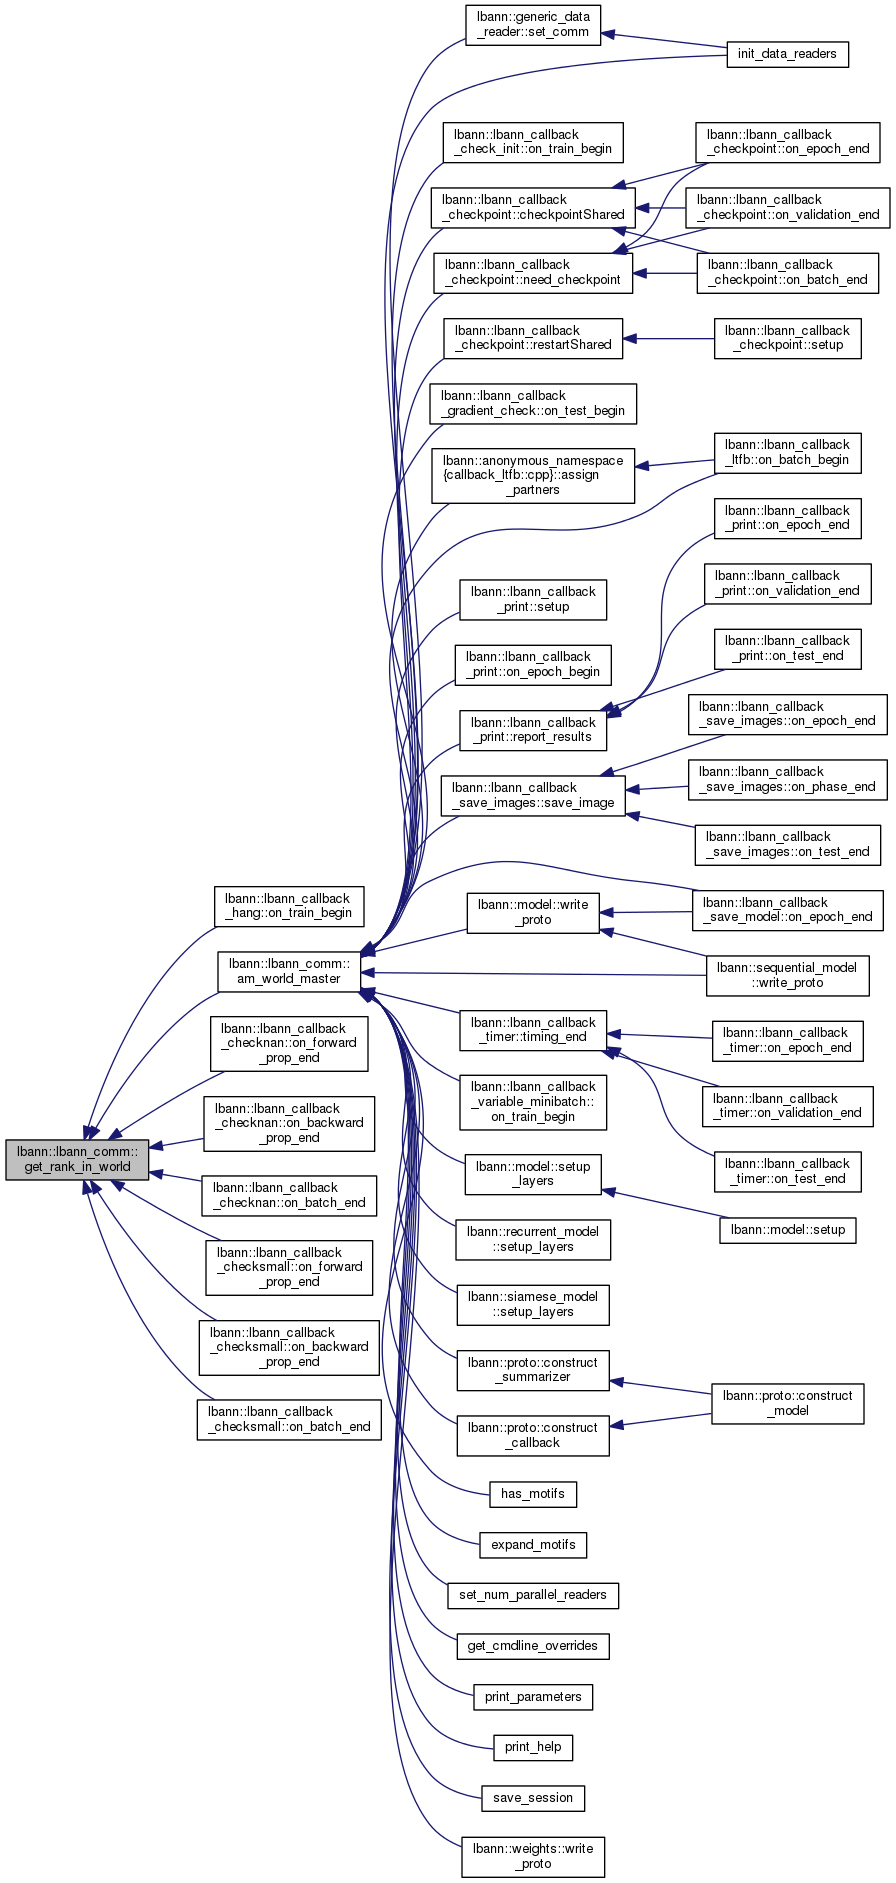 lbann::generic_data
_reader::set_comm
init_data_readers
lbann::lbann_callback
_check_init::on_train_begin
lbann::lbann_callback
_checkpoint::on_epoch_end
lbann::lbann_callback
_checkpoint::checkpointShared
lbann::lbann_callback
_checkpoint::on_validation_end
lbann::lbann_callback
_checkpoint::need_checkpoint
lbann::lbann_callback
_checkpoint::on_batch_end
lbann::lbann_callback
_checkpoint::restartShared
lbann::lbann_callback
_checkpoint::setup
lbann::lbann_callback
_gradient_check::on_test_begin
lbann::anonymous_namespace
{callback_ltfb::cpp}::assign
_partners
lbann::lbann_callback
_ltfb::on_batch_begin
lbann::lbann_callback
_print::on_epoch_end
lbann::lbann_callback
_print::setup
lbann::lbann_callback
_print::on_validation_end
lbann::lbann_callback
_print::on_epoch_begin
lbann::lbann_callback
_print::on_test_end
lbann::lbann_callback
_print::report_results
lbann::lbann_callback
_save_images::on_epoch_end
lbann::lbann_callback
_save_images::save_image
lbann::lbann_callback
_save_images::on_phase_end
lbann::lbann_callback
_save_images::on_test_end
lbann::lbann_callback
_hang::on_train_begin
lbann::model::write
_proto
lbann::lbann_callback
_save_model::on_epoch_end
lbann::lbann_comm::
am_world_master
lbann::sequential_model
::write_proto
lbann::lbann_callback
_checknan::on_forward
_prop_end
lbann::lbann_callback
_timer::timing_end
lbann::lbann_callback
_timer::on_epoch_end
lbann::lbann_callback
_checknan::on_backward
_prop_end
lbann::lbann_callback
_variable_minibatch::
on_train_begin
lbann::lbann_callback
_timer::on_validation_end
lbann::lbann_comm::
get_rank_in_world
lbann::model::setup
_layers
lbann::lbann_callback
_timer::on_test_end
lbann::lbann_callback
_checknan::on_batch_end
lbann::recurrent_model
::setup_layers
lbann::model::setup
lbann::lbann_callback
_checksmall::on_forward
_prop_end
lbann::siamese_model
::setup_layers
lbann::lbann_callback
_checksmall::on_backward
_prop_end
lbann::proto::construct
_summarizer
lbann::proto::construct
_model
lbann::lbann_callback
_checksmall::on_batch_end
lbann::proto::construct
_callback
has_motifs
expand_motifs
set_num_parallel_readers
get_cmdline_overrides
print_parameters
print_help
save_session
lbann::weights::write
_proto